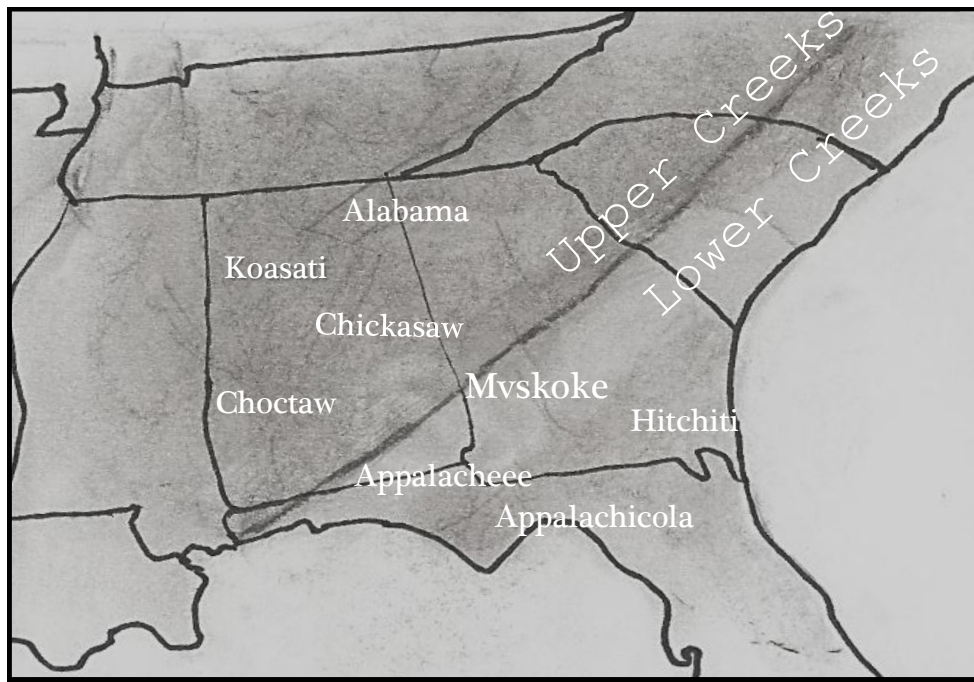 Upper Creeks
Lower Creeks
Alabama
Koasati
Chickasaw
Mvskoke
Choctaw
Hitchiti
Appalacheee
Appalachicola